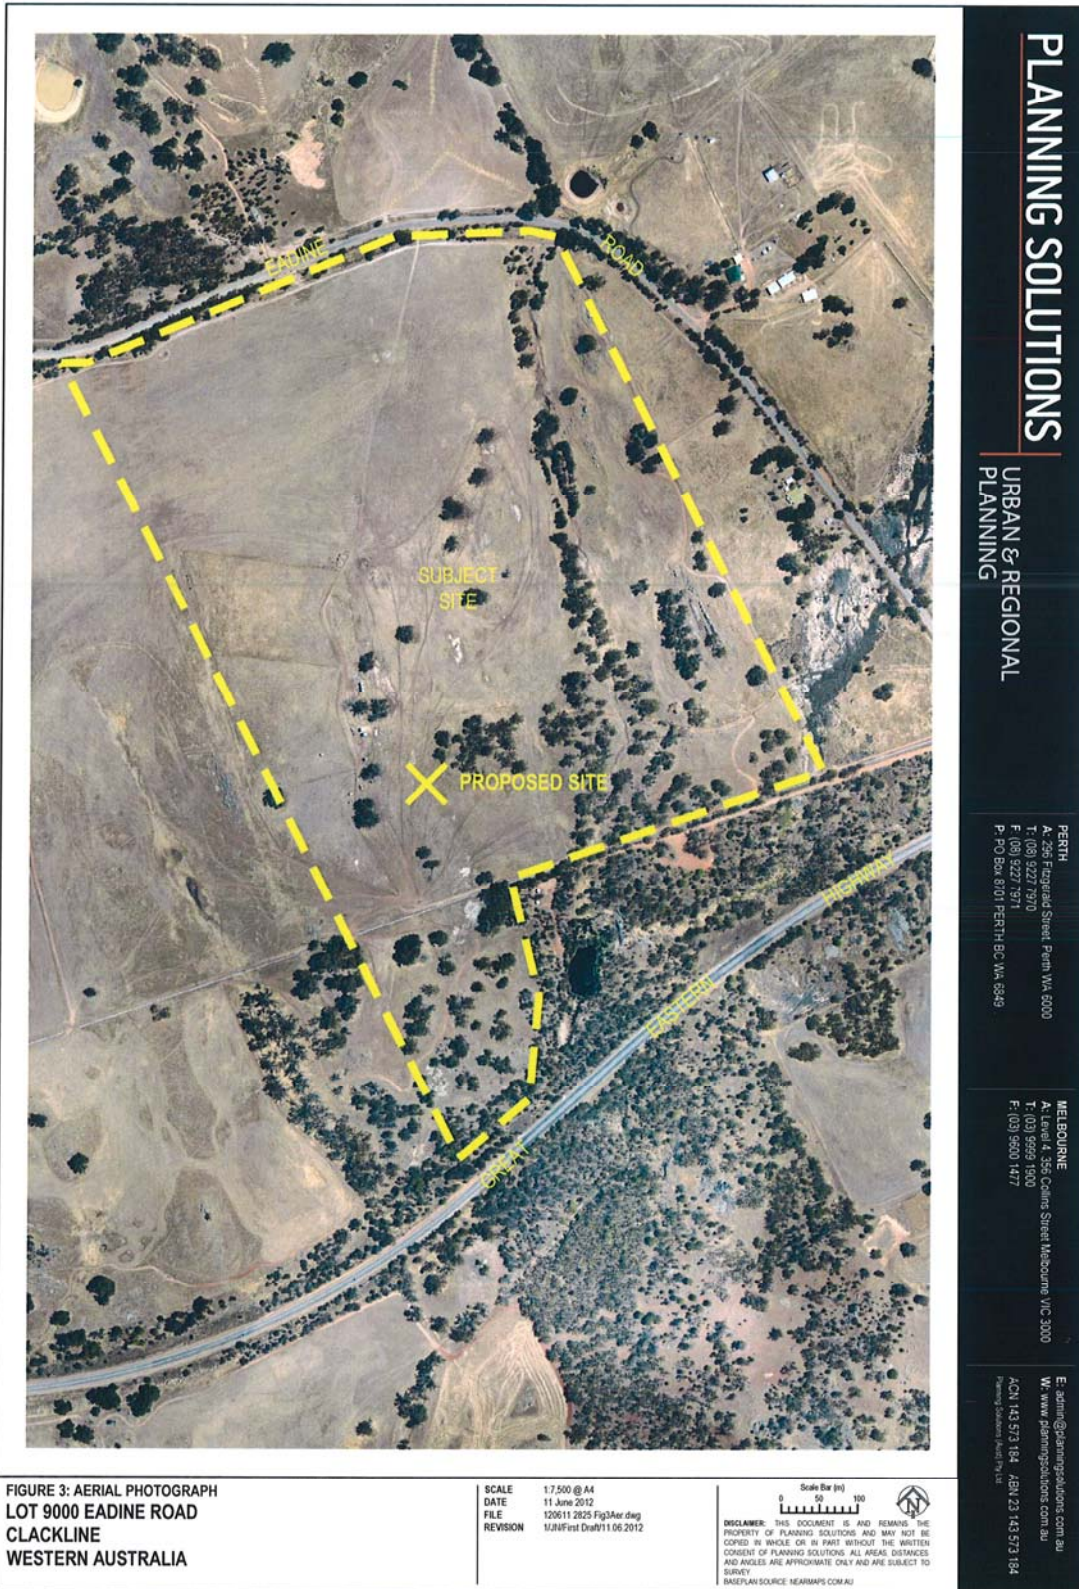 EADINE
ROAD
SUBJECT
SITE
PROPOSED SITE
HIGHWAY
EASTERN
GREAT
PLANNING SOLUTIONS
URBAN & REGIONAL
PLANNING
PERTH
A: 296 Fitzgerald Street, Perth WA 6000
T: (08) 9227 7970
F: (08) 9227 7971
P: PO Box 8701 PERTH BC WA 6849
MELBOURNE
A: Level 4, 356 Collins Street Melbourne VIC 3000
T: (03) 9999 1900
F: (03) 9600 1477
E: admin@planningsolutions.com.au
W: www.planningsolutions.com.au
ACN 143 573 184 ABN 23 143 573 184
Planning Solutions (Aust) Pty Ltd
FIGURE 3: AERIAL PHOTOGRAPH
LOT 9000 EADINE ROAD
CLACKLINE
WESTERN AUSTRALIA
SCALE 1:7,500 @ A4
DATE 11 June 2012
FILE 120611 2825 Fig3Aer.dwg
REVISION 1/JN/First Draft/11.06.2012
Scale Bar (m)
0 50 100
N
DISCLAIMER: THIS DOCUMENT IS AND REMAINS THE
PROPERTY OF PLANNING SOLUTIONS AND MAY NOT BE
COPIED IN WHOLE OR IN PART WITHOUT THE WRITTEN
CONSENT OF PLANNING SOLUTIONS. ALL AREAS, DISTANCES
AND ANGLES ARE APPROXIMATE ONLY AND ARE SUBJECT TO
SURVEY
BASEPLAN SOURCE: NEARMAPS.COM.AU